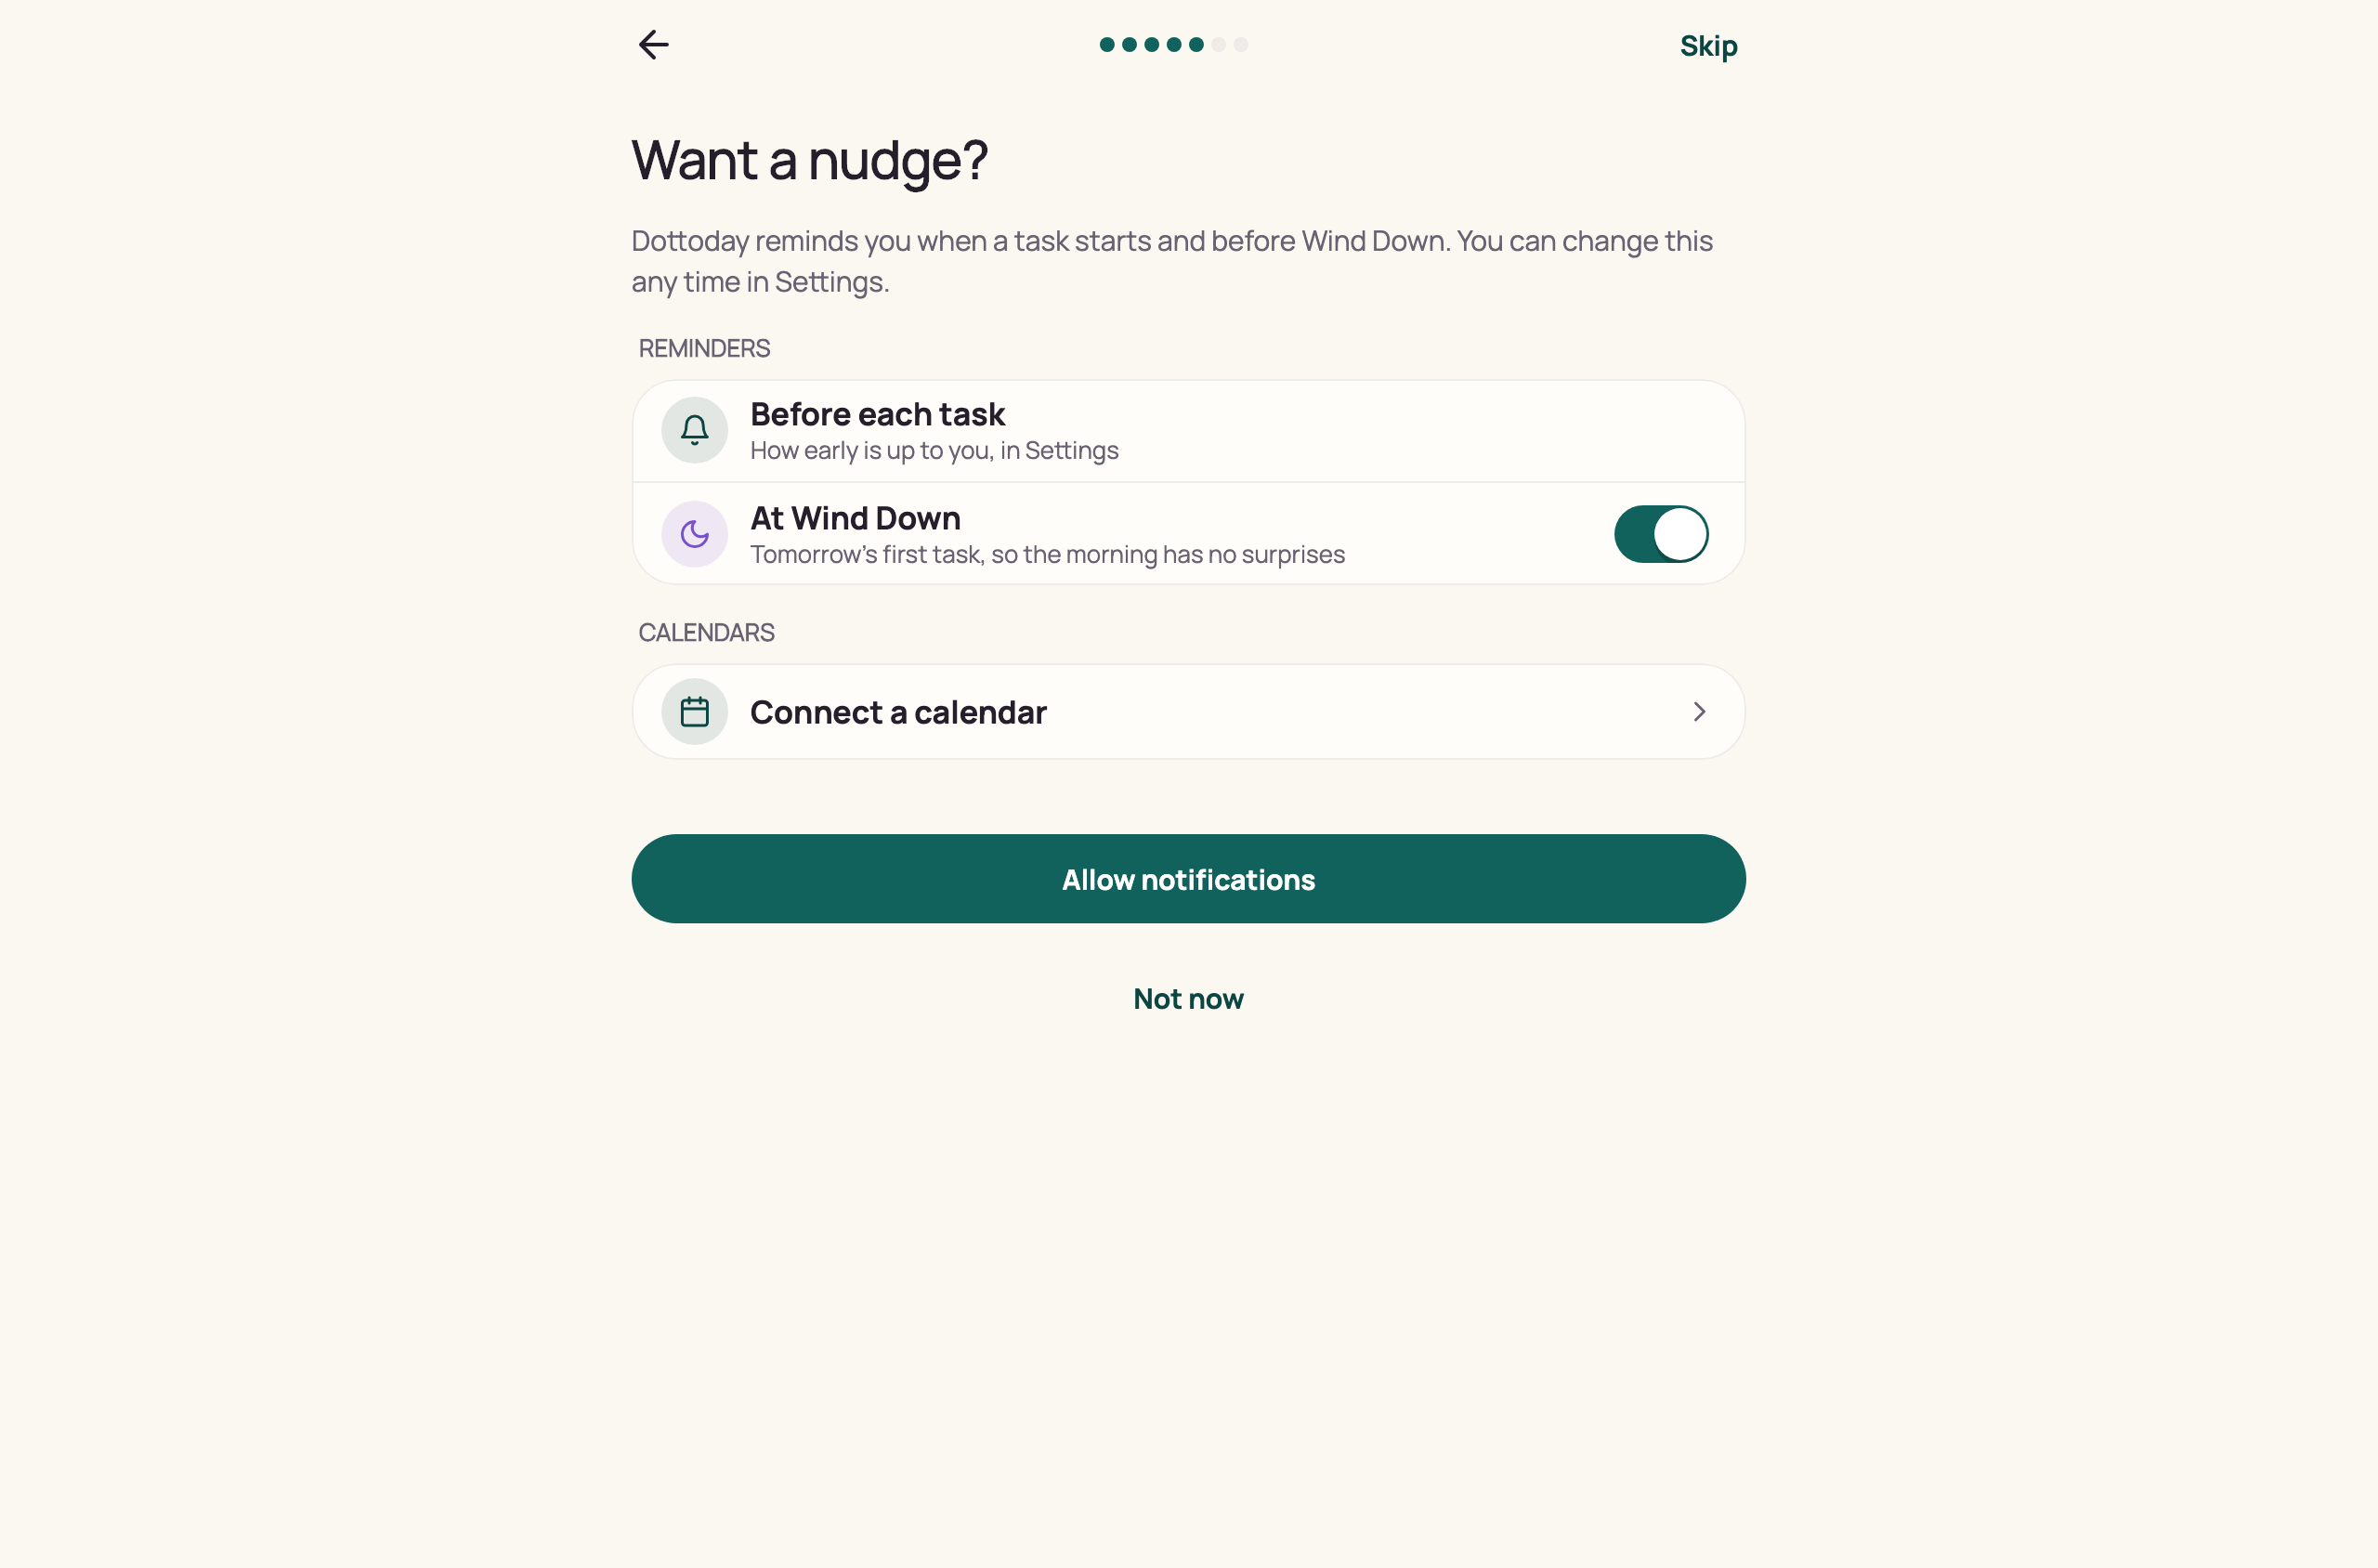 Skip
Want a nudge?
Dottoday reminds you when a task starts and before Wind Down. You can change this
any time in Settings.
REMINDERS
Before each task
How early is up to you, in Settings
At Wind Down
Tomorrow’s first task, so the morning has no surprises
CALENDARS
Connect a calendar
Allow notifications
Not now